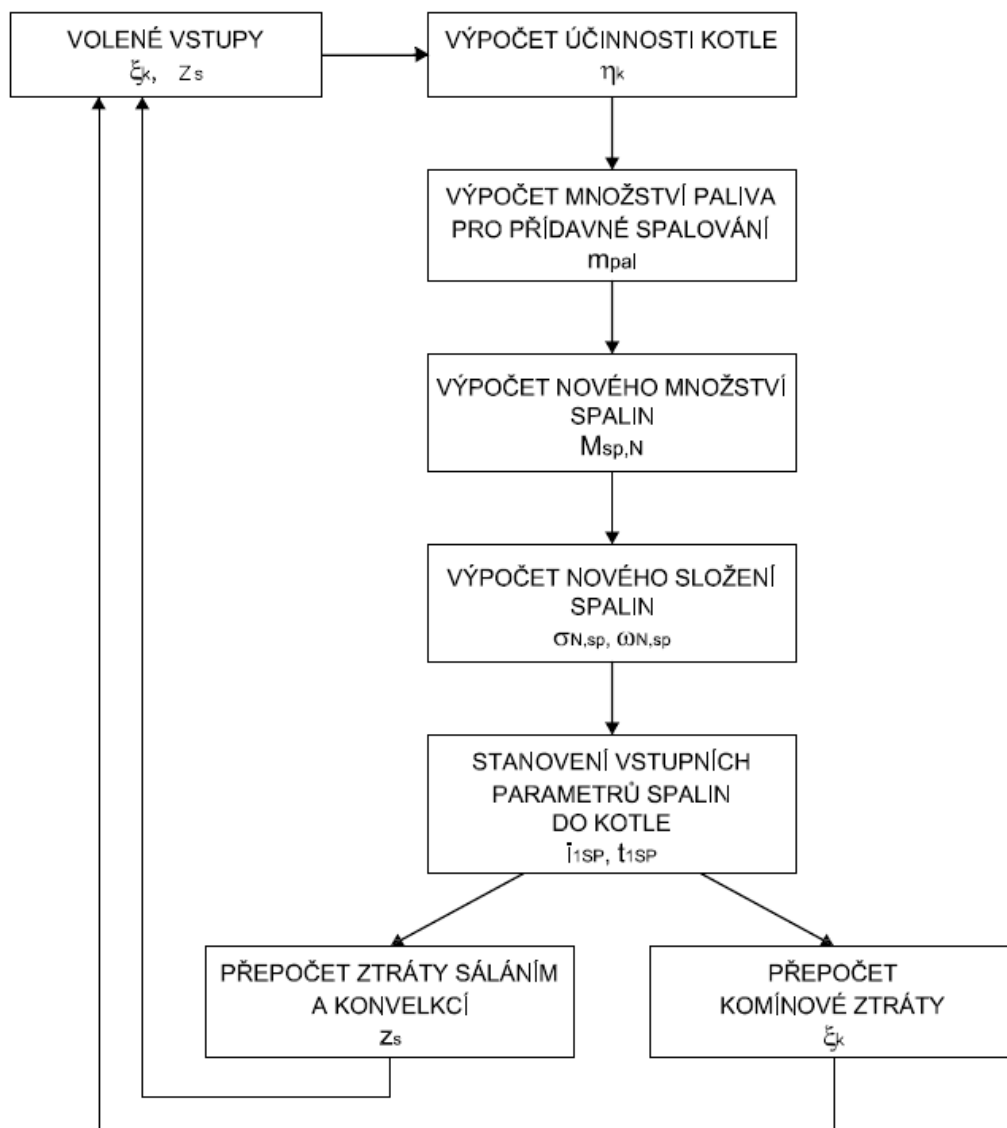 VOLENÉ VSTUPY
ξk, Zs
VÝPOČET ÚČINNOSTI KOTLE
ηk
VÝPOČET MNOŽSTVÍ PALIVA
PRO PŘÍDAVNÉ SPALOVÁNÍ
mpal
VÝPOČET NOVÉHO MNOŽSTVÍ
SPALIN
Msp,N
VÝPOČET NOVÉHO SLOŽENÍ
SPALIN
σN,sp, ωN,sp
STANOVENÍ VSTUPNÍCH
PARAMETRŮ SPALIN
DO KOTLE
i1SP, t1SP
PŘEPOČET ZTRÁTY SÁLÁNÍM
A KONVELKCÍ
zs
PŘEPOČET
KOMÍNOVÉ ZTRÁTY
ξk